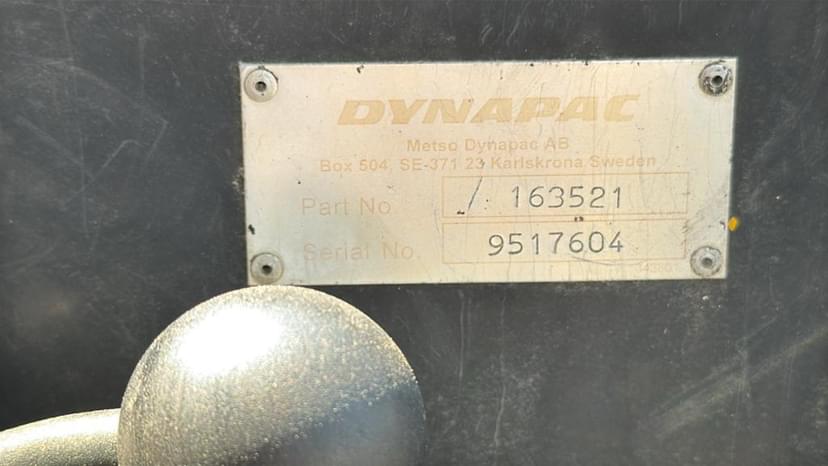 DYNAPAC
Metso Dynapac AB
Box 504, SE-371 23 Karlskrona Sweden
Part No. / 163521
Serial No. 9517604